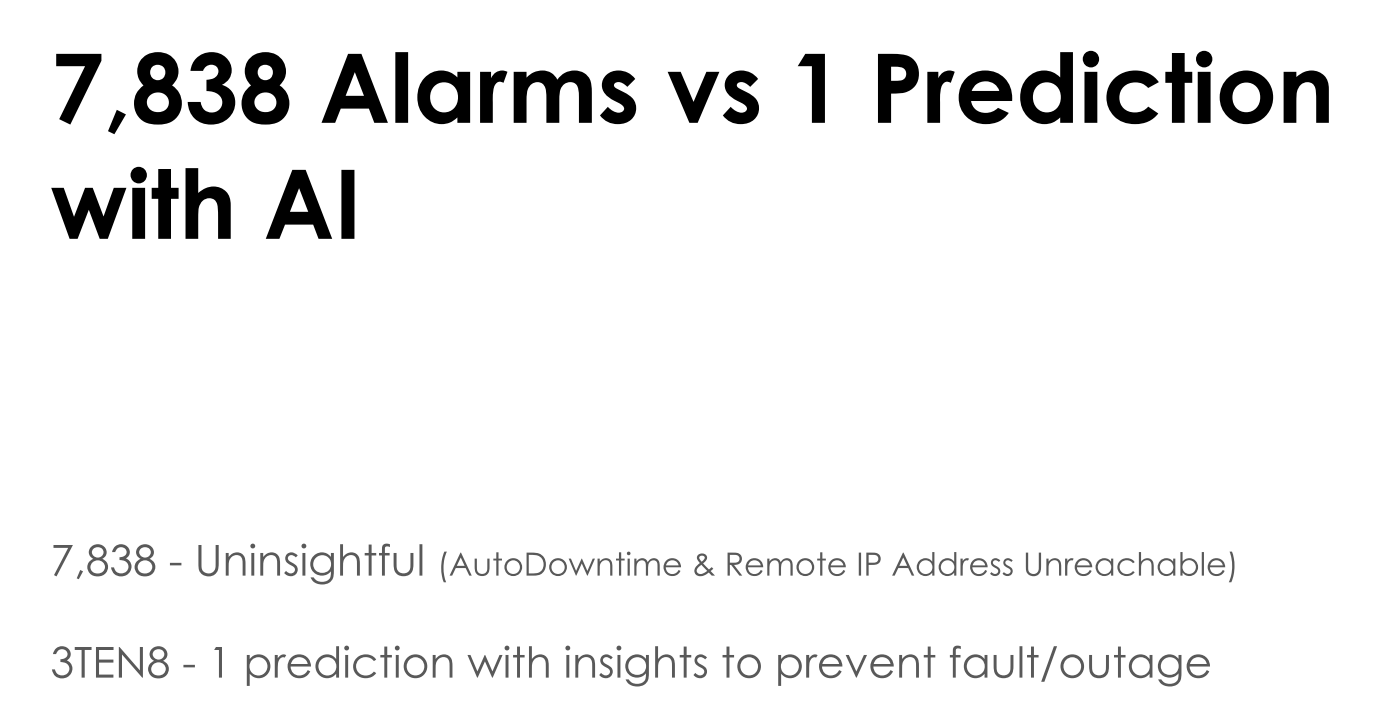 7,838 Alarms vs 1 Prediction
with AI
7,838 - Uninsightful (AutoDowntime & Remote IP Address Unreachable)
3TEN8 - 1 prediction with insights to prevent fault/outage